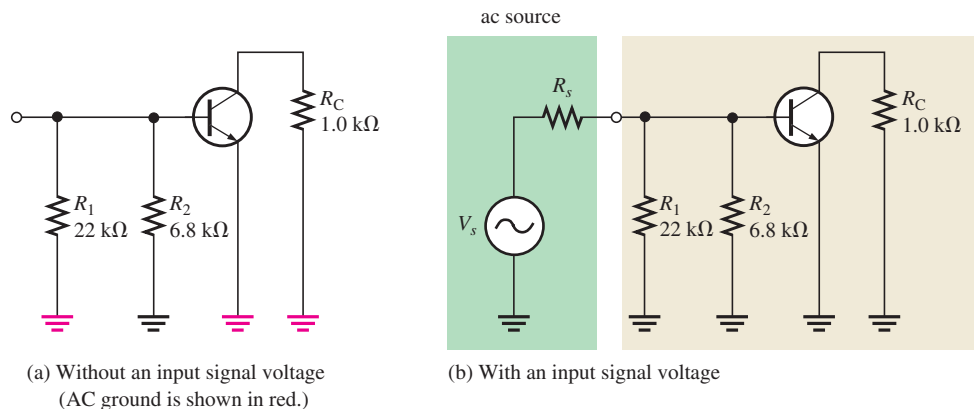 ac source
R_C
1.0 kΩ
R_1
22 kΩ
R_2
6.8 kΩ
(a) Without an input signal voltage
(AC ground is shown in red.)
R_s
V_s
R_1
22 kΩ
R_2
6.8 kΩ
R_C
1.0 kΩ
(b) With an input signal voltage